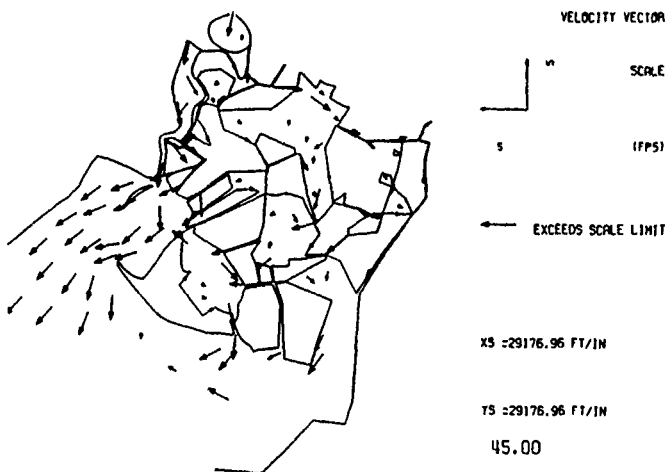 VELOCITY VECTOR
5
SCALE
5
(FPS)
EXCEEDS SCALE LIMIT
XS =29176.96 FT/IN
YS =29176.96 FT/IN
45.00